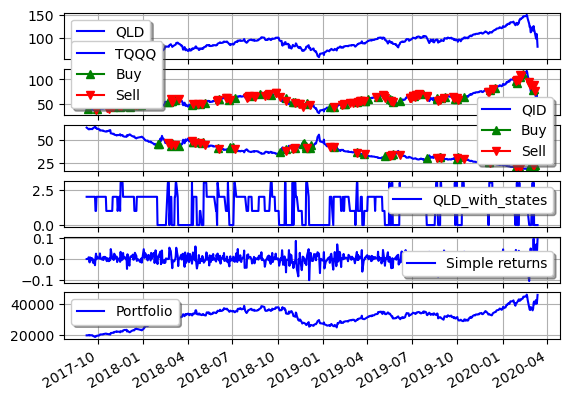 150
100
QLD
TQQQ
Buy
Sell
100
50
QID
Buy
Sell
50
25
2.5
0.0
QLD_with_states
0.1
0.0
−0.1
Simple returns
40000
20000
Portfolio
2017-10
2018-01
2018-04
2018-07
2018-10
2019-01
2019-04
2019-07
2019-10
2020-01
2020-04